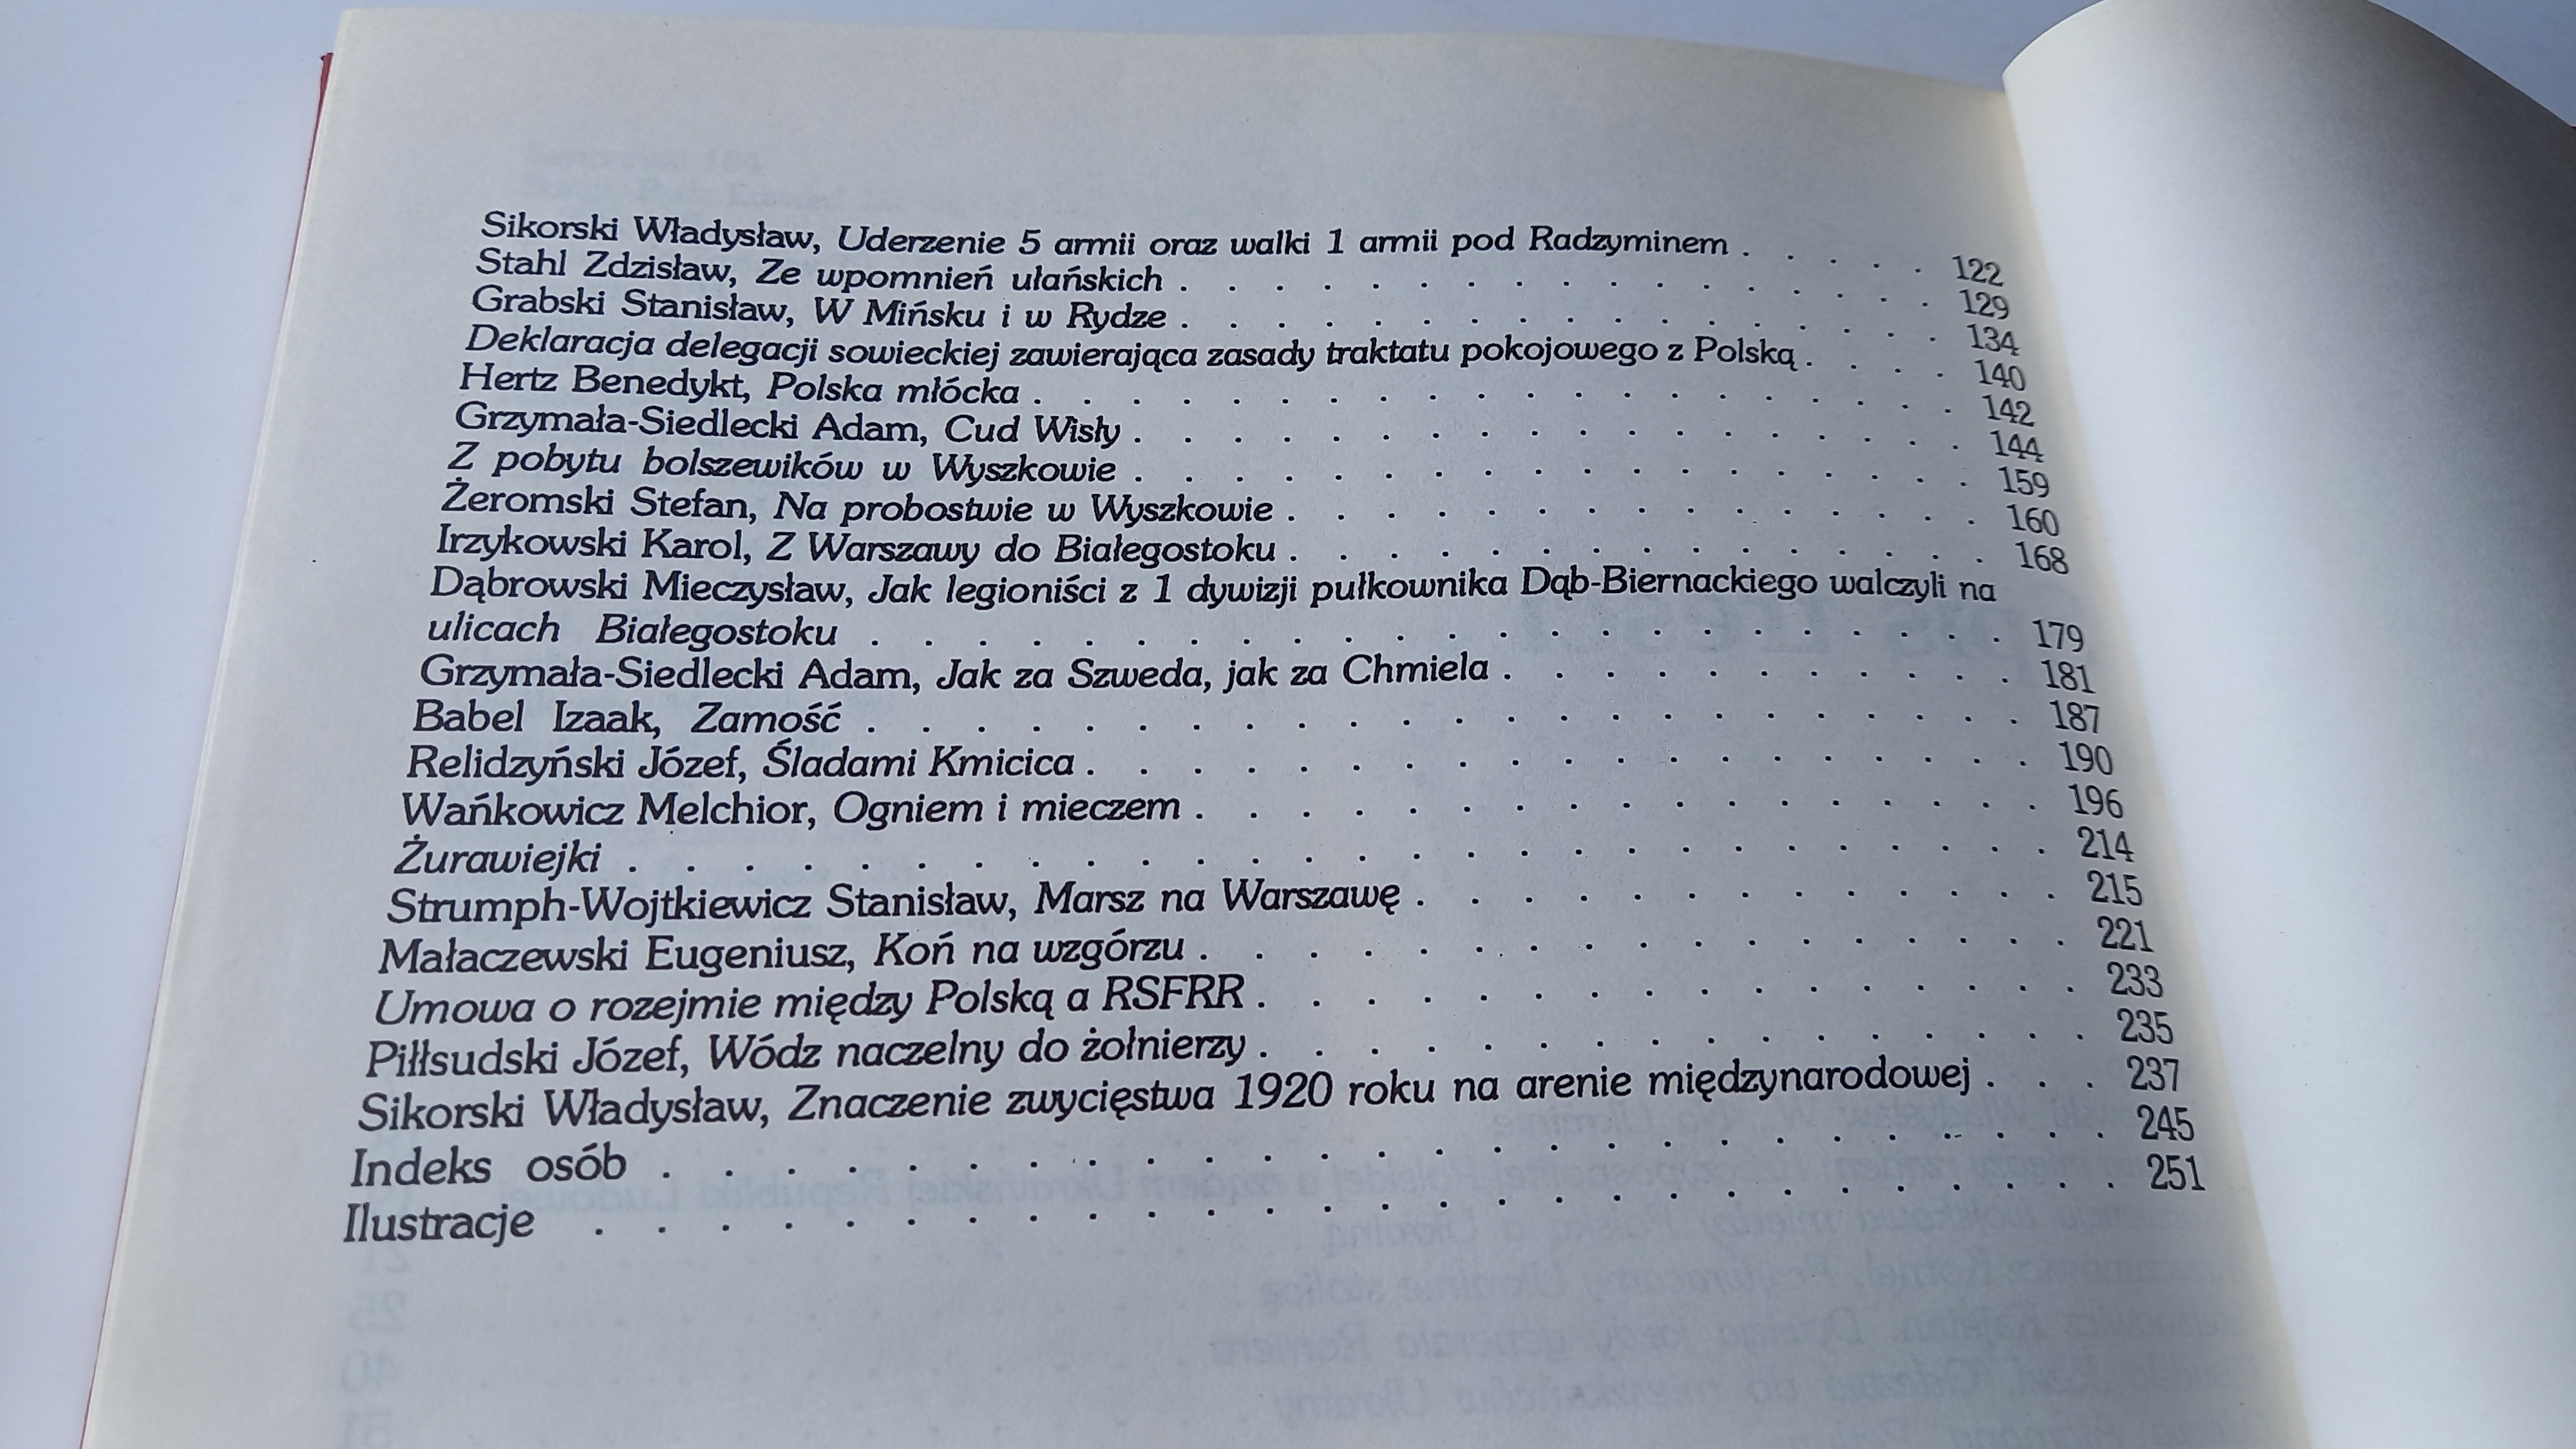 Sikorski Władysław, Uderzenie 5 armii oraz walki 1 armii pod Radzyminem . . . . . 122
Stahl Zdzisław, Ze wpomnień ułańskich . . . . . . . . . . . . . . . . 129
Grabski Stanisław, W Mińsku i w Rydze . . . . . . . . . . . . . . . . 134
Deklaracja delegacji sowieckiej zawierająca zasady traktatu pokojowego z Polską . . . . 140
Hertz Benedykt, Polska młócka . . . . . . . . . . . . . . . . . 142
Grzymała-Siedlecki Adam, Cud Wisły . . . . . . . . . . . . . . . . 144
Z pobytu bolszewików w Wyszkowie . . . . . . . . . . . . . . . . 159
Żeromski Stefan, Na probostwie w Wyszkowie . . . . . . . . . . . . . . 160
Irzykowski Karol, Z Warszawy do Białegostoku . . . . . . . . . . . . . . 168
Dąbrowski Mieczysław, Jak legioniści z 1 dywizji pułkownika Dąb-Biernackiego walczyli na
ulicach Białegostoku . . . . . . . . . . . . . . . . . . . . . . 179
Grzymała-Siedlecki Adam, Jak za Szweda, jak za Chmiela . . . . . . . . . . 181
Babel Izaak, Zamość . . . . . . . . . . . . . . . . . . . . . . 187
Relidzyński Józef, Śladami Kmicica . . . . . . . . . . . . . . . . . . 190
Wańkowicz Melchior, Ogniem i mieczem . . . . . . . . . . . . . . . . 196
Żurawiejki . . . . . . . . . . . . . . . . . . . . . . . . . 214
Strumph-Wojtkiewicz Stanisław, Marsz na Warszawę . . . . . . . . . . . . 215
Małaczewski Eugeniusz, Koń na wzgórzu . . . . . . . . . . . . . . . . 221
Umowa o rozejmie między Polską a RSFRR . . . . . . . . . . . . . . . 233
Piłłsudski Józef, Wódz naczelny do żołnierzy . . . . . . . . . . . . . . . 235
Sikorski Władysław, Znaczenie zwycięstwa 1920 roku na arenie międzynarodowej . . . 237
Indeks osób . . . . . . . . . . . . . . . . . . . . . . . . 245
Ilustracje . . . . . . . . . . . . . . . . . . . . . . . . . 251